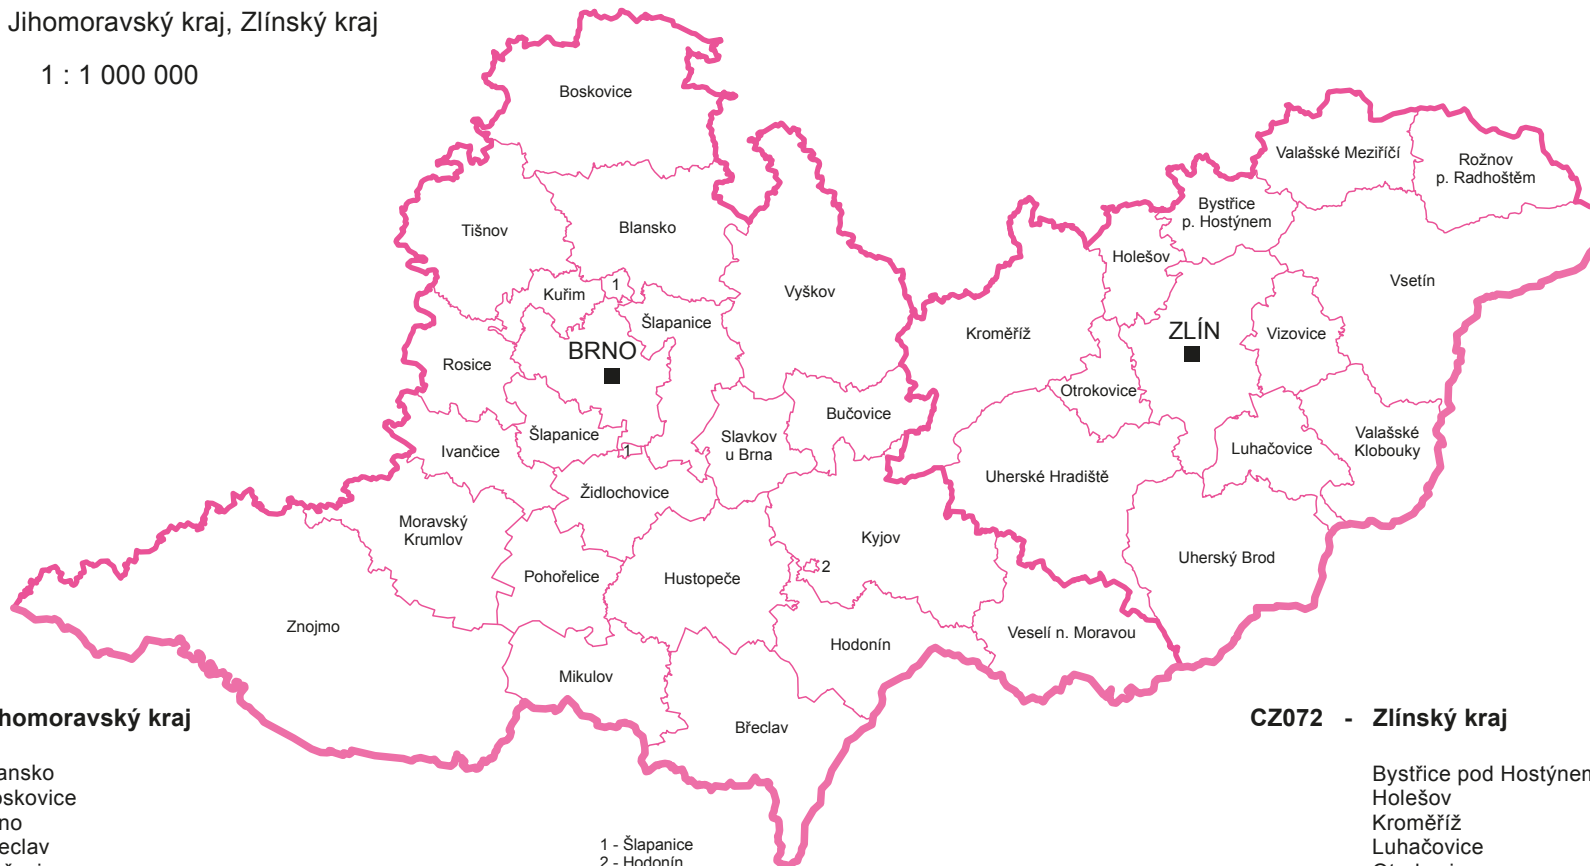 Jihomoravský kraj, Zlínský kraj
1 : 1 000 000
Boskovice
Valašské Meziříčí
Rožnov
p. Radhoštěm
Bystřice
p. Hostýnem
Tišnov
Blansko
Holešov
Vsetín
Kuřim
1
Vyškov
Šlapanice
Kroměříž
ZLÍN
Vizovice
BRNO
Rosice
Otrokovice
Bučovice
Šlapanice
1
Slavkov
u Brna
Valašské
Klobouky
Ivančice
Luhačovice
Uherské Hradiště
Židlochovice
Moravský
Krumlov
Kyjov
Uherský Brod
2
Pohořelice
Hustopeče
Znojmo
Veselí n. Moravou
Hodonín
Mikulov
Břeclav
homoravský kraj
CZ072 - Zlínský kraj
ansko
oskovice
no
eclav
Bystřice pod Hostýnem
Holešov
Kroměříž
Luhačovice
1 - Šlapanice
2 - Hodonín